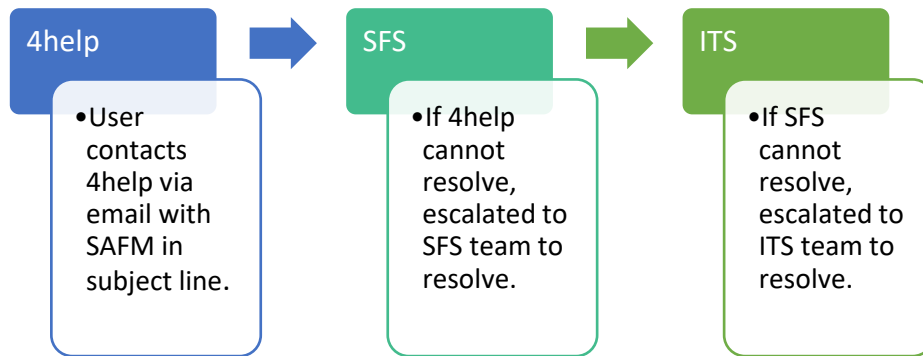 4help
•User
contacts
4help via
email with
SAFM in
subject line.
SFS
•If 4help
cannot
resolve,
escalated to
SFS team to
resolve.
ITS
•If SFS
cannot
resolve,
escalated to
ITS team to
resolve.